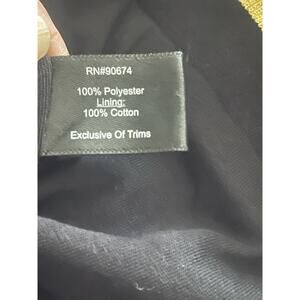 RN#90674
100% Polyester
Lining:
100% Cotton
Exclusive Of Trims